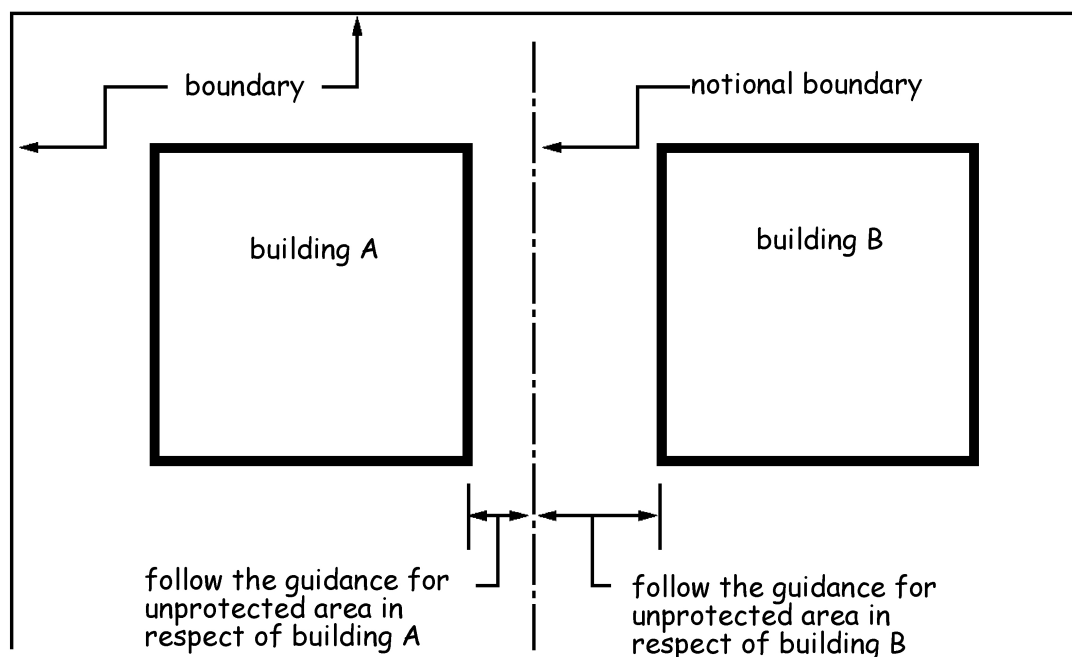 boundary
notional boundary
building A
building B
follow the guidance for
unprotected area in
respect of building A
follow the guidance for
unprotected area in
respect of building B